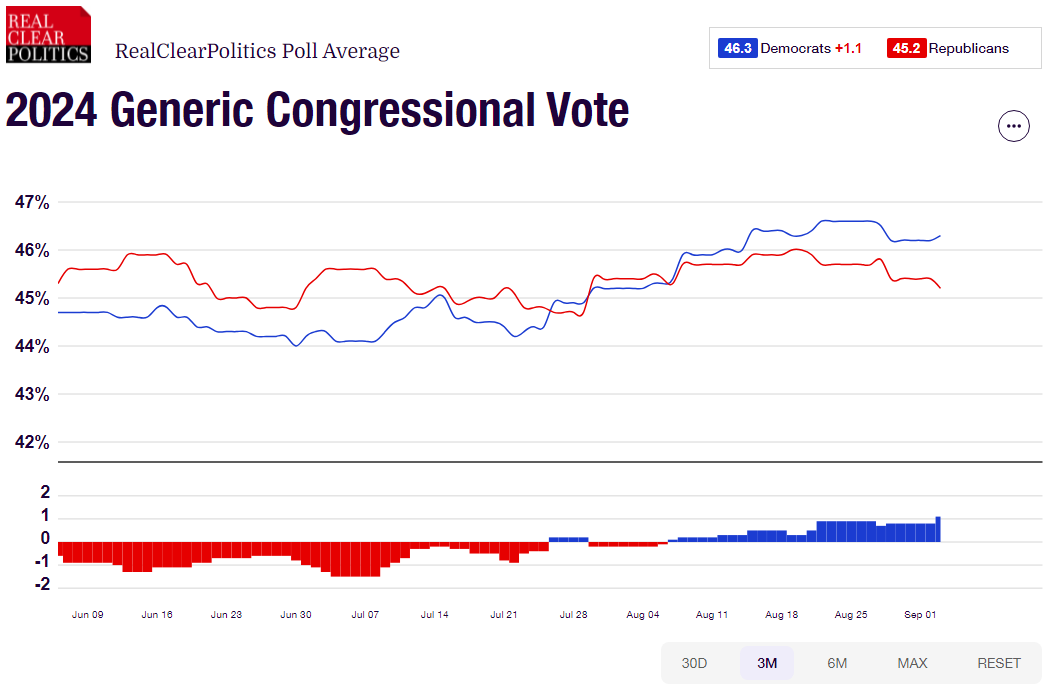 REAL
CLEAR
POLITICS
RealClearPolitics Poll Average
46.3 Democrats +1.1 45.2 Republicans
2024 Generic Congressional Vote
47%
46%
45%
44%
43%
42%
2
1
0
-1
-2
Jun 09 Jun 16 Jun 23 Jun 30 Jul 07 Jul 14 Jul 21 Jul 28 Aug 04 Aug 11 Aug 18 Aug 25 Sep 01
30D 3M 6M MAX RESET